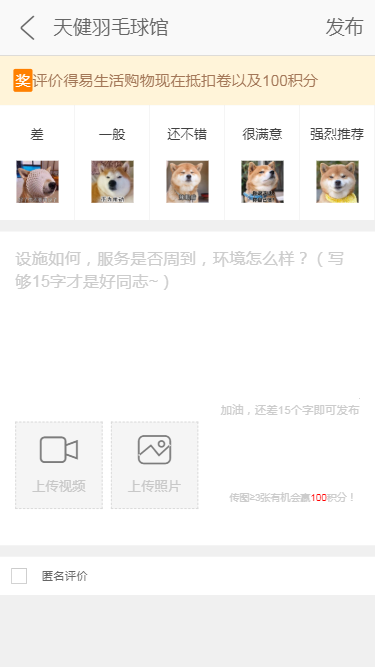 天健羽毛球馆
发布
奖评价得易生活购物现在抵扣卷以及100积分
差
一般
还不错
很满意
强烈推荐
设施如何，服务是否周到，环境怎么样？（写
够15字才是好同志~）
加油，还差15个字即可发布
上传视频
上传照片
传图≥3张有机会赢100积分！
匿名评价